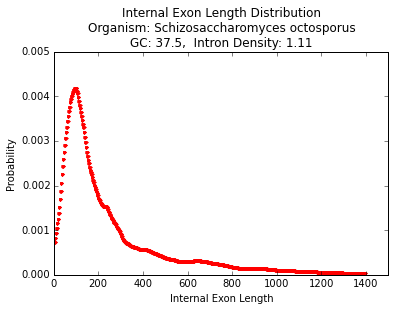 Internal Exon Length Distribution
Organism: Schizosaccharomyces octosporus
GC: 37.5,  Intron Density: 1.11
0.005
0.004
0.003
0.002
0.001
0.000
Probability
0 200 400 600 800 1000 1200 1400
Internal Exon Length